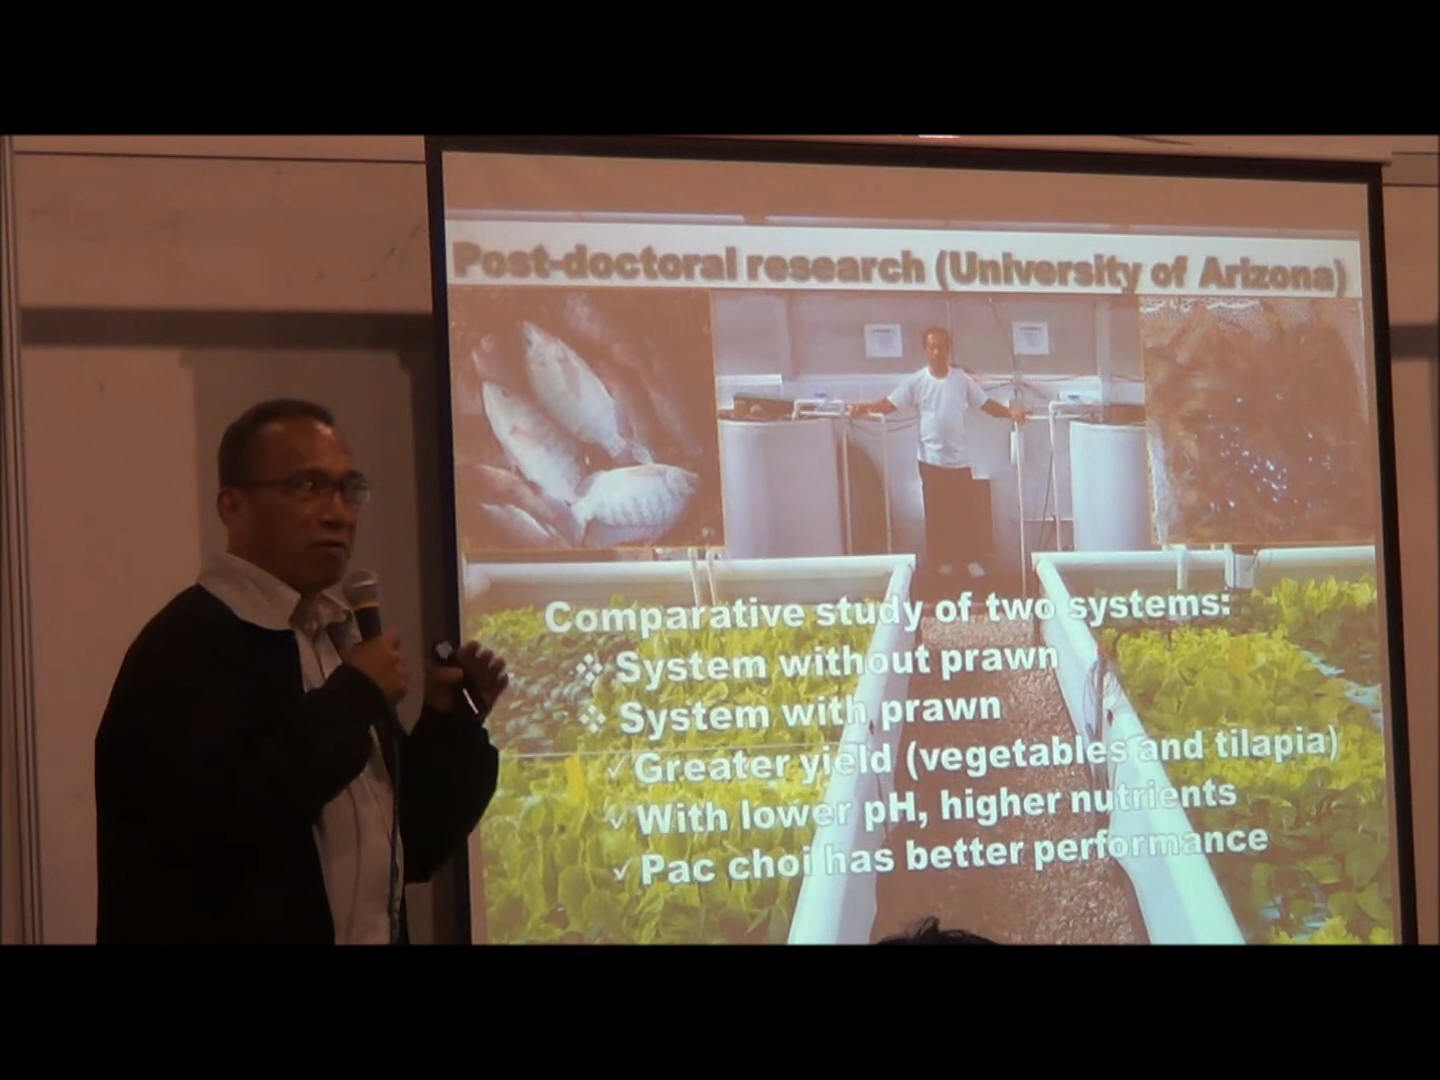 Post-doctoral research (University of Arizona)
Comparative study of two systems:
❖ System without prawn
❖ System with prawn
✓ Greater yield (vegetables and tilapia)
✓ With lower pH, higher nutrients
✓ Pac choi has better performance